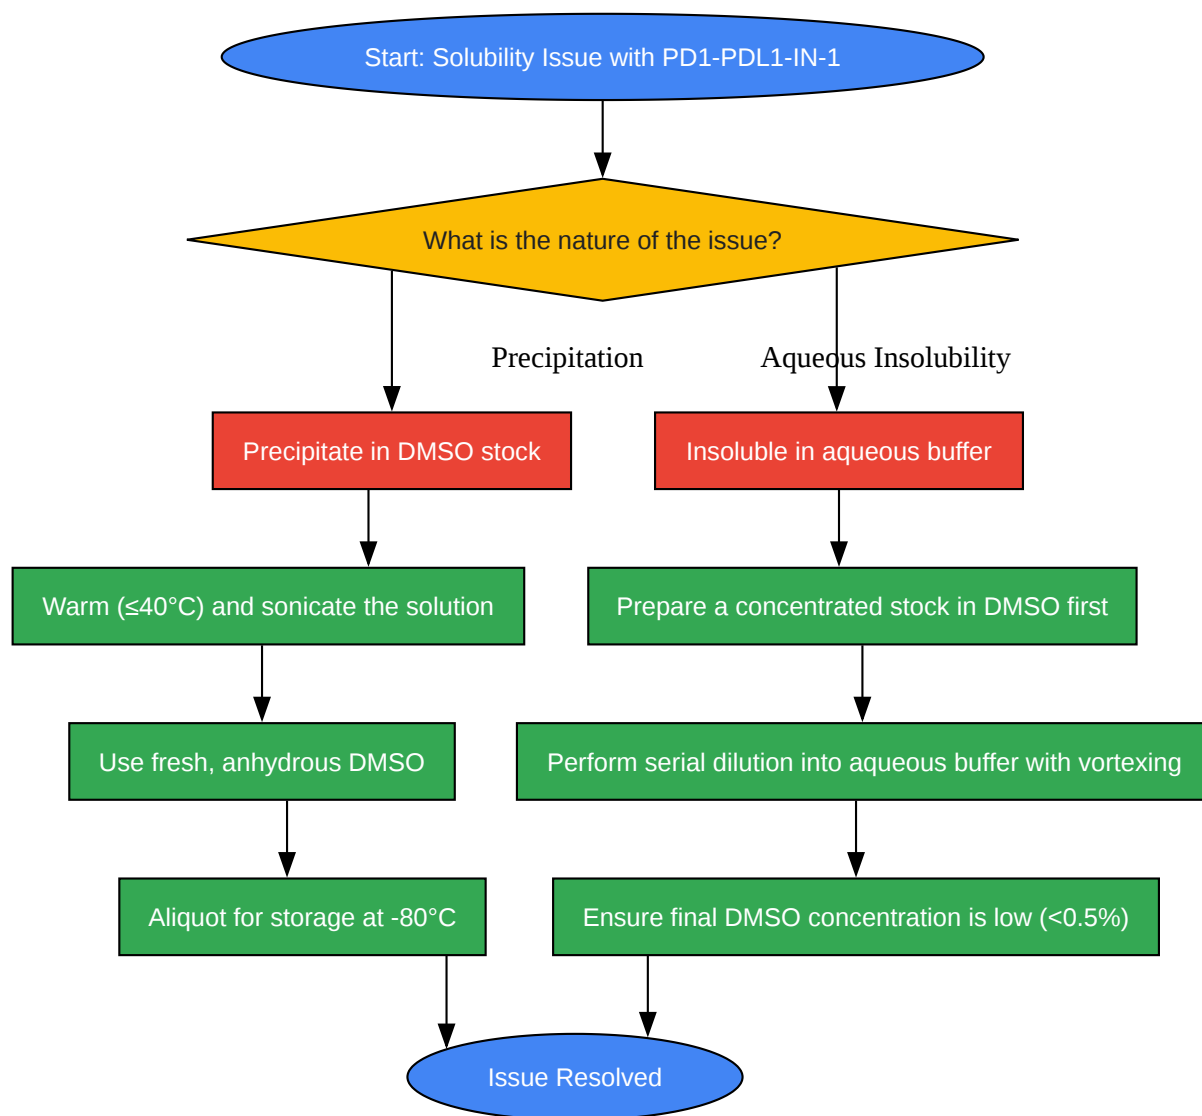 Start: Solubility Issue with PD1-PDL1-IN-1
What is the nature of the issue?
Precipitation
Aqueous Insolubility
Precipitate in DMSO stock
Insoluble in aqueous buffer
Warm (≤40°C) and sonicate the solution
Prepare a concentrated stock in DMSO first
Use fresh, anhydrous DMSO
Perform serial dilution into aqueous buffer with vortexing
Aliquot for storage at -80°C
Ensure final DMSO concentration is low (<0.5%)
Issue Resolved